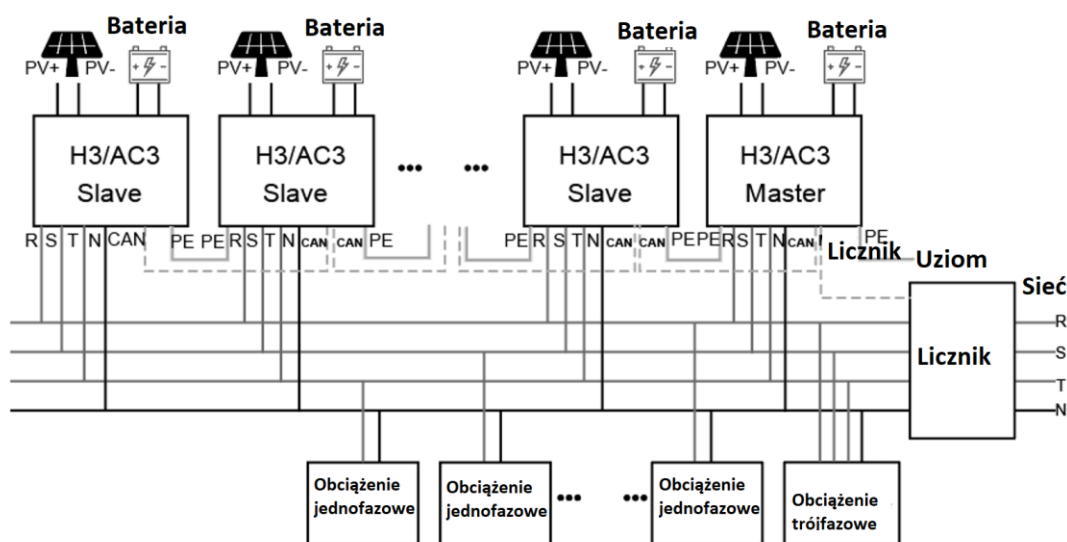 Bateria Bateria Bateria Bateria
PV+ PV- + - PV+ PV- + - PV+ PV- + - PV+ PV- + -
H3/AC3 H3/AC3 H3/AC3 H3/AC3
Slave Slave ... ... Slave Master
R S T N CAN PE PE R S T N CAN CAN PE PE R S T N CAN CAN PE PE R S T N CAN PE
Licznik Uziom
Sieć
R
Licznik S
T
N
Obciążenie Obciążenie Obciążenie Obciążenie
jednofazowe jednofazowe ... ... jednofazowe trójfazowe